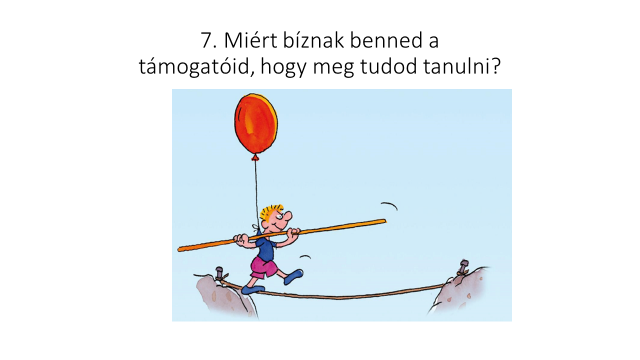 7. Miért bíznak benned a
támogatóid, hogy meg tudod tanulni?